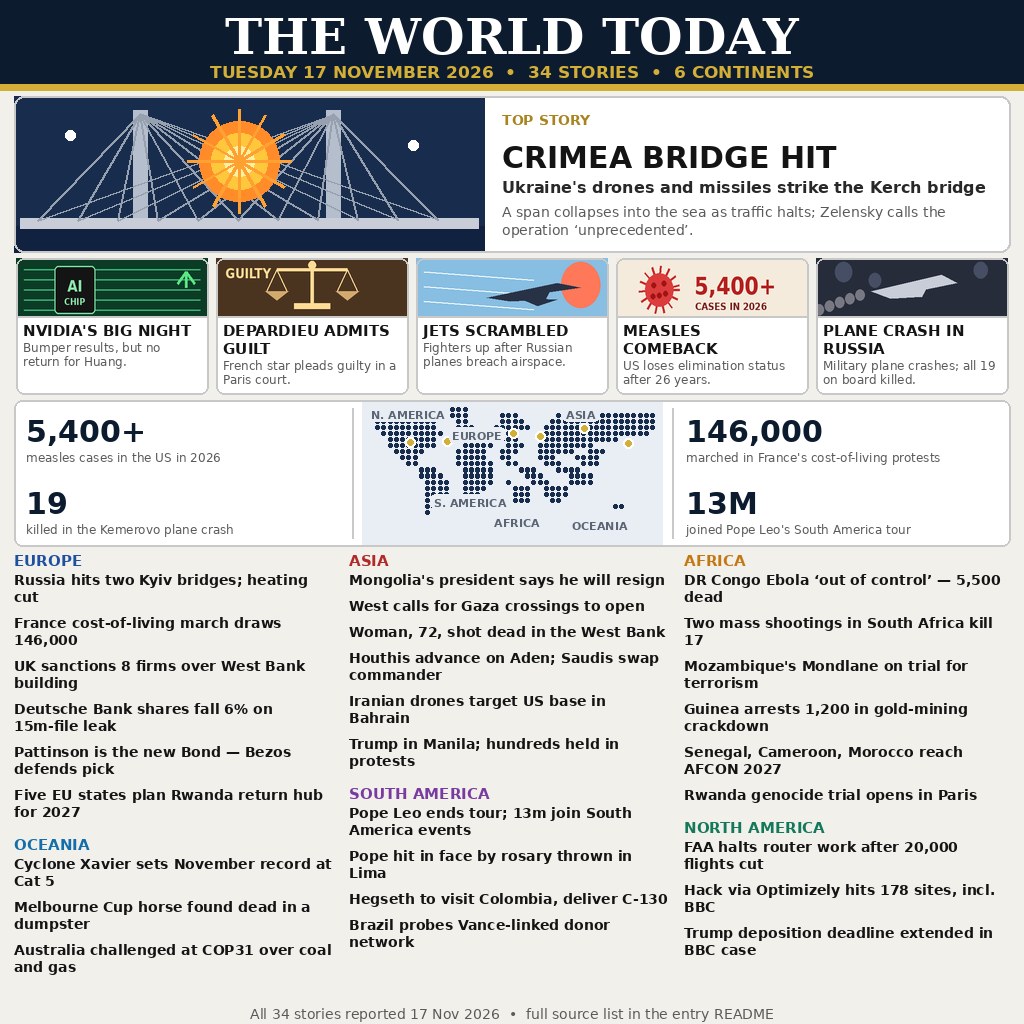 THE WORLD TODAY
TUESDAY 17 NOVEMBER 2026 • 34 STORIES • 6 CONTINENTS
TOP STORY
CRIMEA BRIDGE HIT
Ukraine's drones and missiles strike the Kerch bridge
A span collapses into the sea as traffic halts; Zelensky calls the
operation ‘unprecedented’.
AI
CHIP
NVIDIA'S BIG NIGHT
Bumper results, but no
return for Huang.
GUILTY
DEPARDIEU ADMITS
GUILT
French star pleads guilty in a
Paris court.
JETS SCRAMBLED
Fighters up after Russian
planes breach airspace.
5,400+
CASES IN 2026
MEASLES
COMEBACK
US loses elimination status
after 26 years.
PLANE CRASH IN
RUSSIA
Military plane crashes; all 19
on board killed.
5,400+
measles cases in the US in 2026
19
killed in the Kemerovo plane crash
N. AMERICA
ASIA
EUROPE
S. AMERICA
AFRICA
OCEANIA
146,000
marched in France's cost-of-living protests
13M
joined Pope Leo's South America tour
EUROPE
Russia hits two Kyiv bridges; heating
cut
France cost-of-living march draws
146,000
UK sanctions 8 firms over West Bank
building
Deutsche Bank shares fall 6% on
15m-file leak
Pattinson is the new Bond — Bezos
defends pick
Five EU states plan Rwanda return hub
for 2027
OCEANIA
Cyclone Xavier sets November record at
Cat 5
Melbourne Cup horse found dead in a
dumpster
Australia challenged at COP31 over coal
and gas
ASIA
Mongolia's president says he will resign
West calls for Gaza crossings to open
Woman, 72, shot dead in the West Bank
Houthis advance on Aden; Saudis swap
commander
Iranian drones target US base in
Bahrain
Trump in Manila; hundreds held in
protests
SOUTH AMERICA
Pope Leo ends tour; 13m join South
America events
Pope hit in face by rosary thrown in
Lima
Hegseth to visit Colombia, deliver C-130
Brazil probes Vance-linked donor
network
AFRICA
DR Congo Ebola ‘out of control’ — 5,500
dead
Two mass shootings in South Africa kill
17
Mozambique's Mondlane on trial for
terrorism
Guinea arrests 1,200 in gold-mining
crackdown
Senegal, Cameroon, Morocco reach
AFCON 2027
Rwanda genocide trial opens in Paris
NORTH AMERICA
FAA halts router work after 20,000
flights cut
Hack via Optimizely hits 178 sites, incl.
BBC
Trump deposition deadline extended in
BBC case
All 34 stories reported 17 Nov 2026 • full source list in the entry README